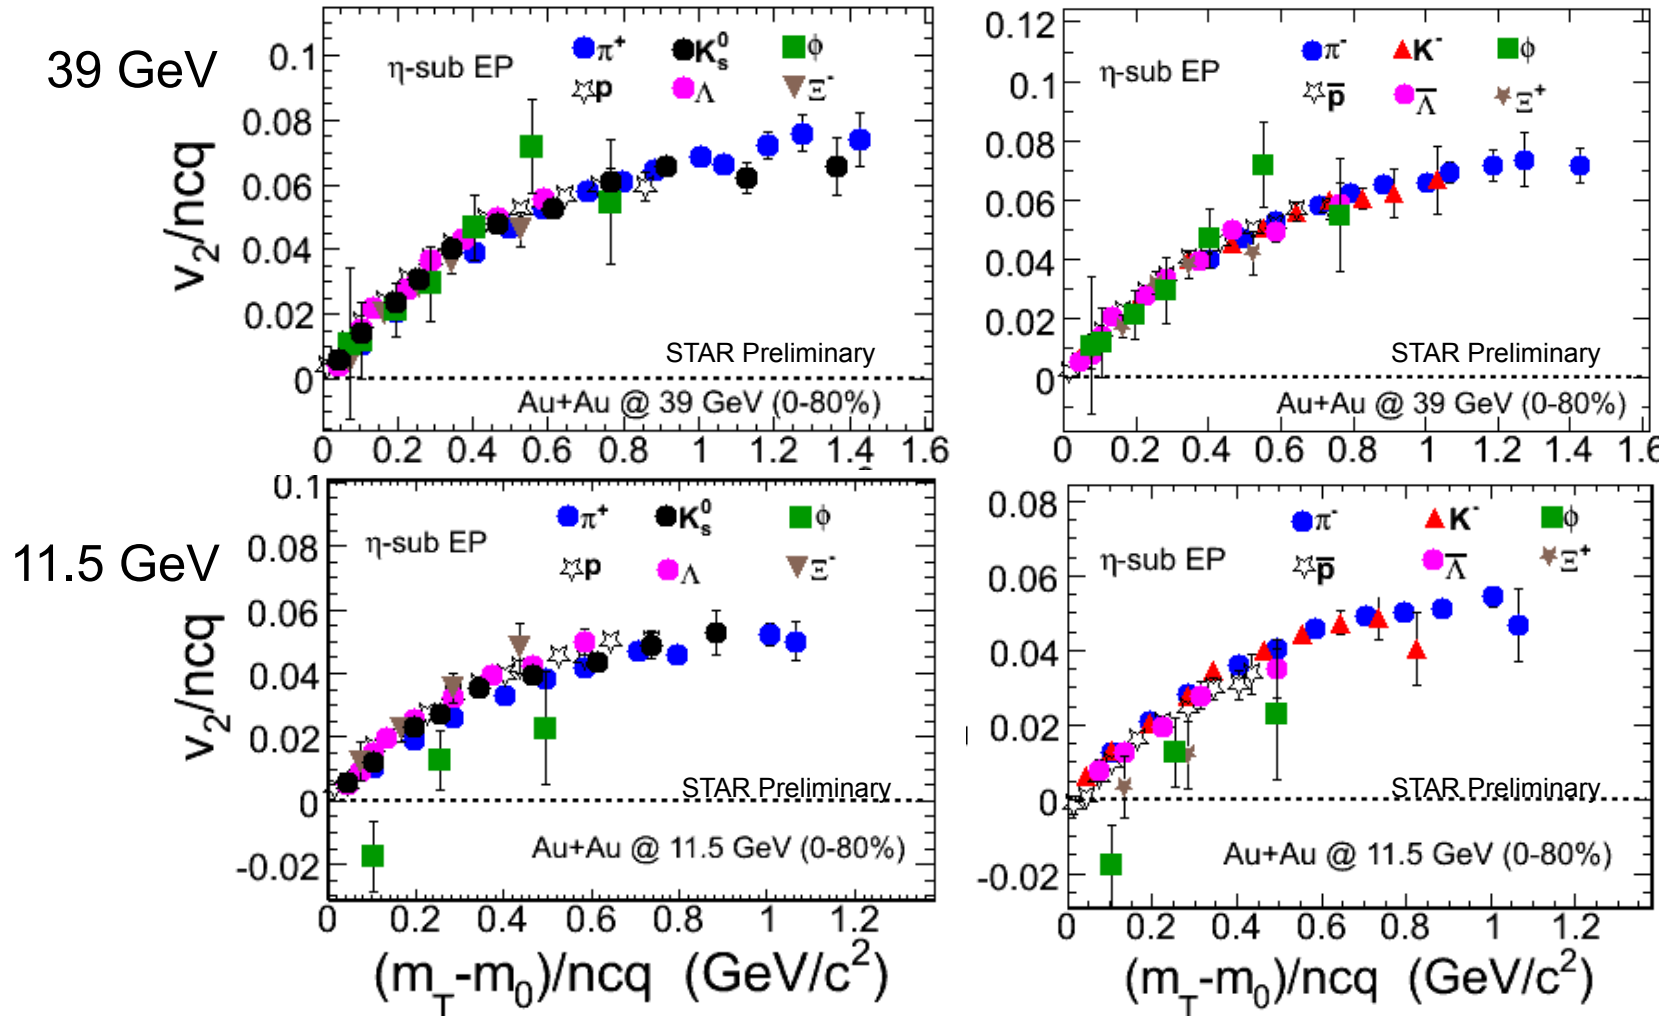 39 GeV
v2/ncq
0.1
0.08
0.06
0.04
0.02
0
η-sub EP
π+ K0s ϕ
p Λ Ξ-
STAR Preliminary
Au+Au @ 39 GeV (0-80%)
0 0.2 0.4 0.6 0.8 1 1.2 1.4 1.6
0.12
0.1
0.08
0.06
0.04
0.02
0
η-sub EP
π- K- ϕ
p̅ Λ̅ Ξ+
STAR Preliminary
Au+Au @ 39 GeV (0-80%)
0 0.2 0.4 0.6 0.8 1 1.2 1.4 1.6
11.5 GeV
v2/ncq
0.1
0.08
0.06
0.04
0.02
0
-0.02
η-sub EP
π+ K0s ϕ
p Λ Ξ-
STAR Preliminary
Au+Au @ 11.5 GeV (0-80%)
0 0.2 0.4 0.6 0.8 1 1.2
(mT-m0)/ncq (GeV/c2)
0.08
0.06
0.04
0.02
0
-0.02
η-sub EP
π- K- ϕ
p̅ Λ̅ Ξ+
STAR Preliminary
Au+Au @ 11.5 GeV (0-80%)
0 0.2 0.4 0.6 0.8 1 1.2
(mT-m0)/ncq (GeV/c2)